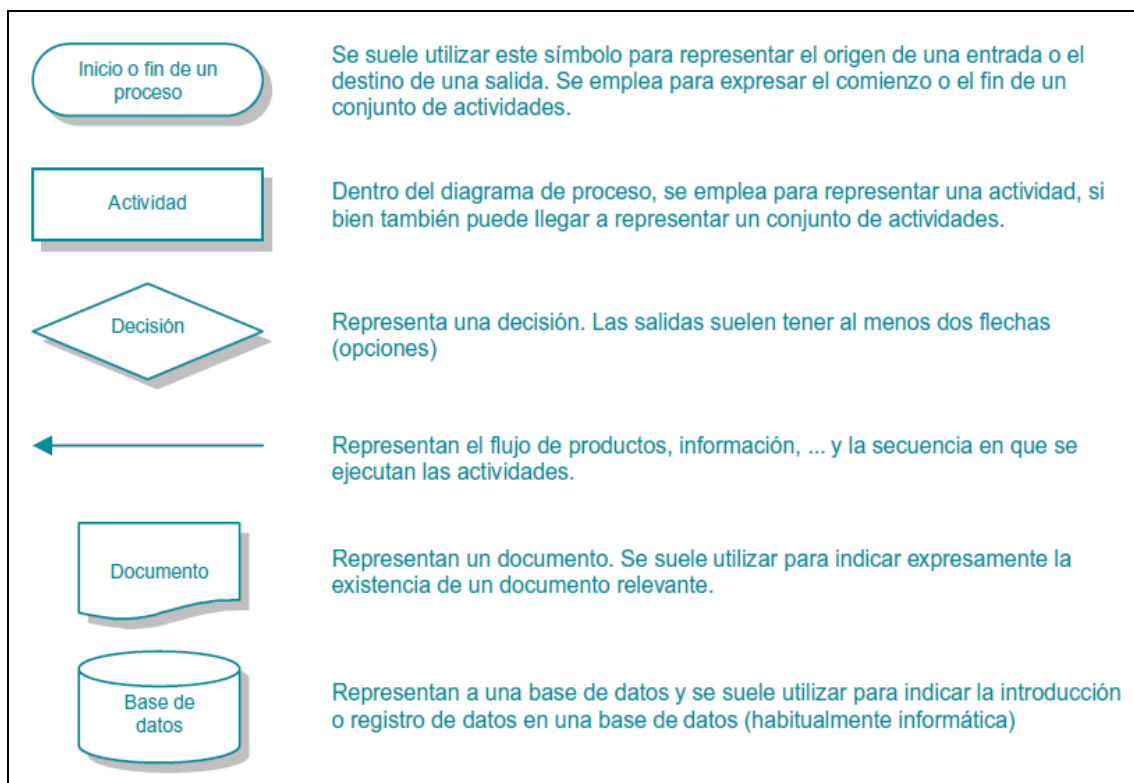 Inicio o fin de un
proceso
Se suele utilizar este símbolo para representar el origen de una entrada o el
destino de una salida. Se emplea para expresar el comienzo o el fin de un
conjunto de actividades.
Actividad
Dentro del diagrama de proceso, se emplea para representar una actividad, si
bien también puede llegar a representar un conjunto de actividades.
Decisión
Representa una decisión. Las salidas suelen tener al menos dos flechas
(opciones)
Representan el flujo de productos, información, ... y la secuencia en que se
ejecutan las actividades.
Documento
Representan un documento. Se suele utilizar para indicar expresamente la
existencia de un documento relevante.
Base de
datos
Representan a una base de datos y se suele utilizar para indicar la introducción
o registro de datos en una base de datos (habitualmente informática)